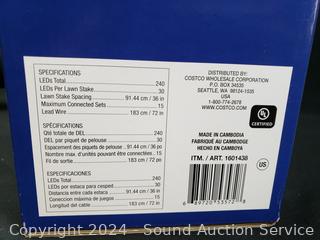 SPECIFICATIONS
LEDs Total 240
LEDs Per Lawn Stake 30
Lawn Stake Spacing 91.44 cm / 36 in
Maximum Connected Sets 15
Lead Wire 183 cm / 72 in
SPÉCIFICATIONS
Qté totale de DEL 240
DEL par piquet de pelouse 30
Espacement des piquets de pelouse 91.44 cm / 36 po
Nombre max. d'unités pouvant être raccordées 15
Fil de sortie 183 cm / 72 po
ESPECIFICACIONES
LEDs en total 240
LEDs por estaca para césped 30
Distancia entre cada estaca 91.44 cm / 36 in
Conección máxima de juegos 15
Longitud del cable 183 cm / 72 in
DISTRIBUTED BY:
COSTCO WHOLESALE CORPORATION
P.O. BOX 34535
SEATTLE, WA 98124-1535
USA
1-800-774-2678
WWW.COSTCO.COM
UL
CERTIFIED
MADE IN CAMBODIA
FABRIQUÉ AU CAMBODGE
HECHO EN CAMBOYA
ITM. / ART. 1601438
US
Copyright © 2024 Sound Auction Service